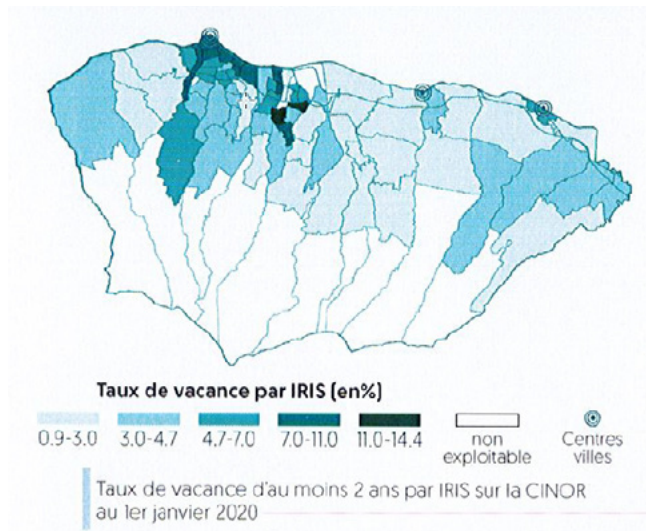 Taux de vacance par IRIS (en%)
0.9-3.0 3.0-4.7 4.7-7.0 7.0-11.0 11.0-14.4 non exploitable Centres villes
Taux de vacance d'au moins 2 ans par IRIS sur la CINOR
au 1er janvier 2020